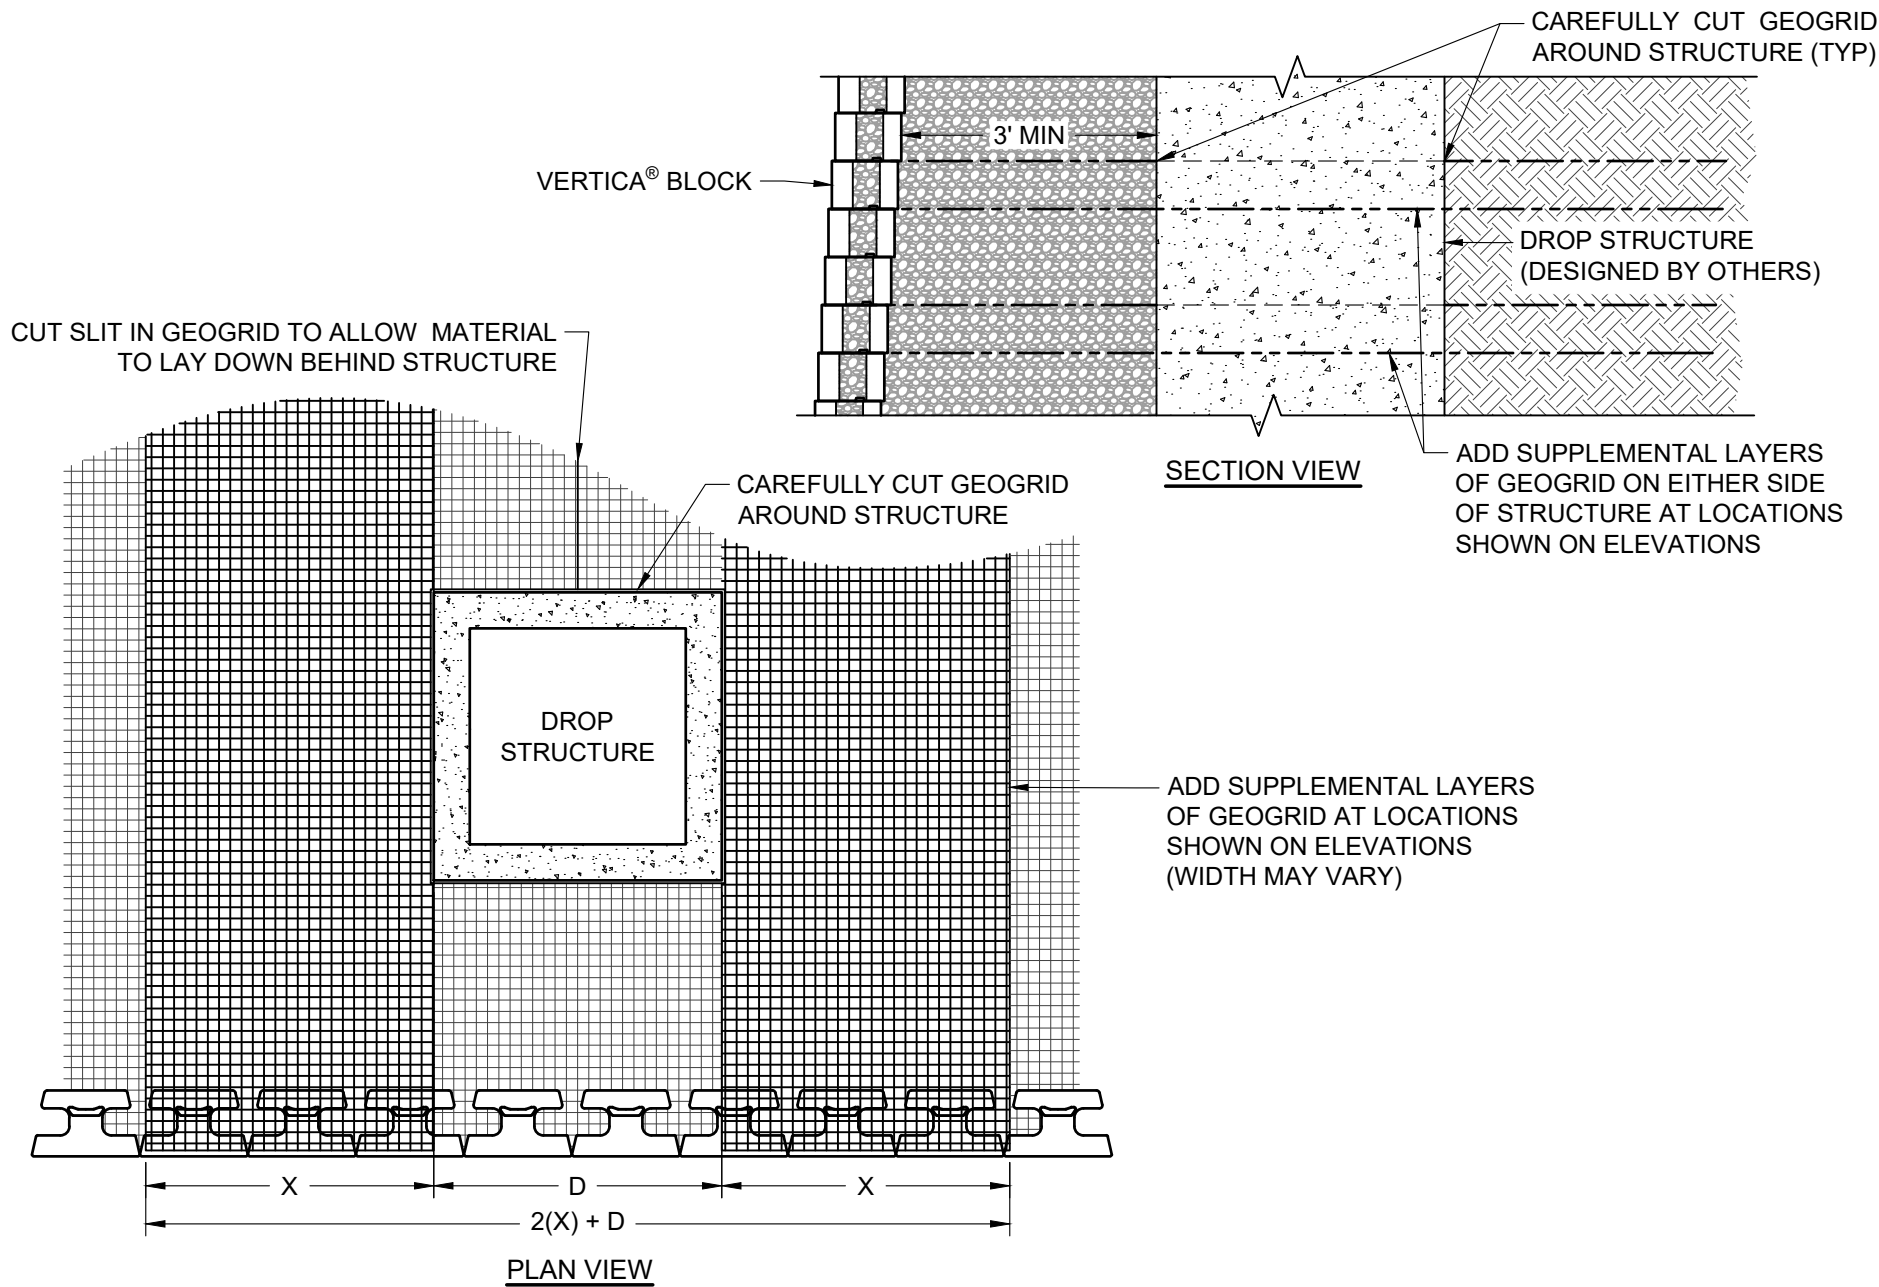 CAREFULLY CUT GEOGRID
AROUND STRUCTURE (TYP)
3' MIN
VERTICA® BLOCK
DROP STRUCTURE
(DESIGNED BY OTHERS)
CUT SLIT IN GEOGRID TO ALLOW MATERIAL
TO LAY DOWN BEHIND STRUCTURE
ADD SUPPLEMENTAL LAYERS
OF GEOGRID ON EITHER SIDE
OF STRUCTURE AT LOCATIONS
SHOWN ON ELEVATIONS
SECTION VIEW
CAREFULLY CUT GEOGRID
AROUND STRUCTURE
DROP
STRUCTURE
ADD SUPPLEMENTAL LAYERS
OF GEOGRID AT LOCATIONS
SHOWN ON ELEVATIONS
(WIDTH MAY VARY)
X
D
X
2(X) + D
PLAN VIEW